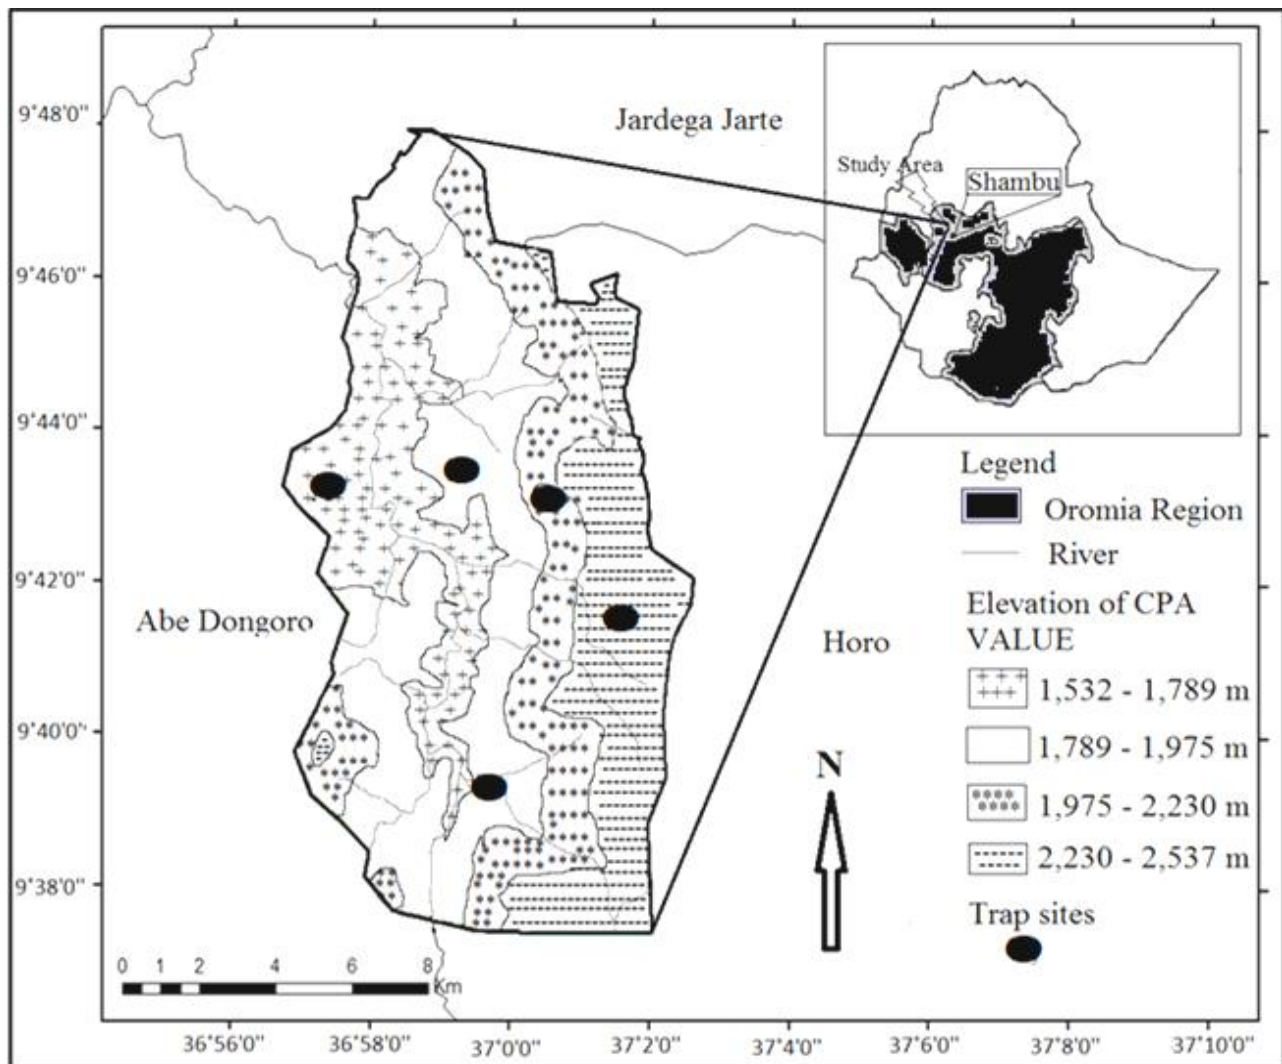 Jardega Jarte
Study Area
Shambu
9°48'0''
9°46'0''
9°44'0''
9°42'0''
9°40'0''
9°38'0''
Abe Dongoro
Horo
Legend
Oromia Region
River
Elevation of CPA
VALUE
1,532 - 1,789 m
1,789 - 1,975 m
1,975 - 2,230 m
2,230 - 2,537 m
Trap sites
N
0 1 2 4 6 8
Km
36°56'0'' 36°58'0'' 37°0'0'' 37°2'0'' 37°6'0'' 37°8'0'' 37°10'0''